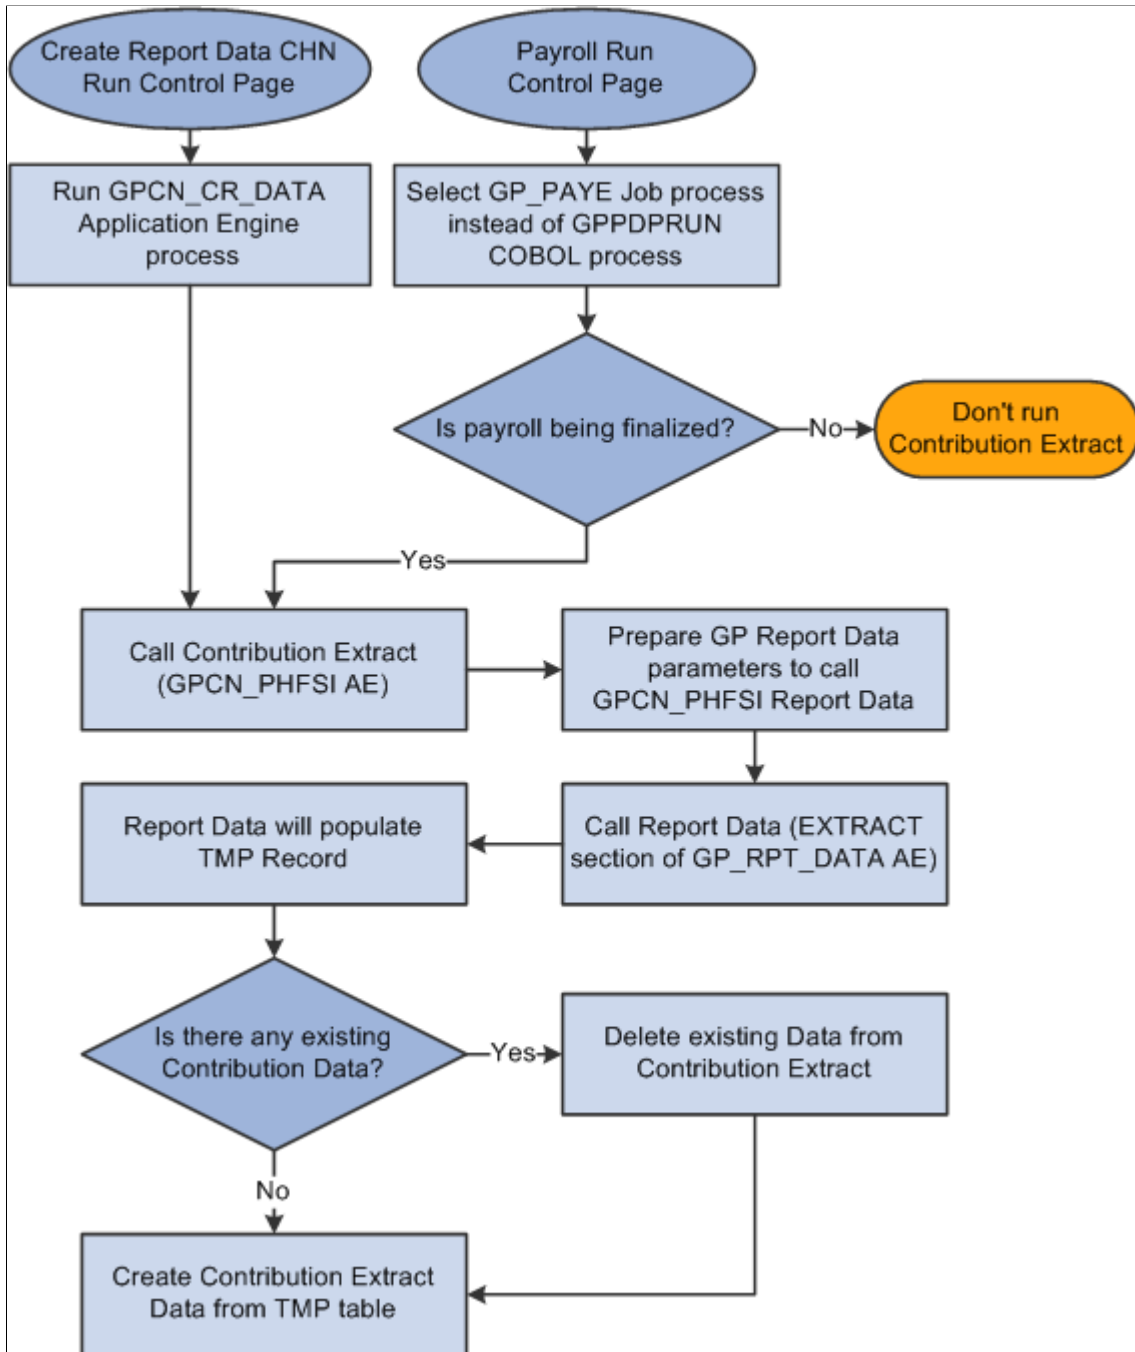 Create Report Data CHN
Run Control Page
Payroll Run
Control Page
Run GPCN_CR_DATA
Application Engine
process
Select GP_PAYE Job process
instead of GPPDPRUN
COBOL process
Is payroll being finalized?
No
Don't run
Contribution Extract
Yes
Call Contribution Extract
(GPCN_PHFSI AE)
Prepare GP Report Data
parameters to call
GPCN_PHFSI Report Data
Call Report Data (EXTRACT
section of GP_RPT_DATA AE)
Report Data will populate
TMP Record
Is there any existing
Contribution Data?
Yes
Delete existing Data from
Contribution Extract
No
Create Contribution Extract
Data from TMP table